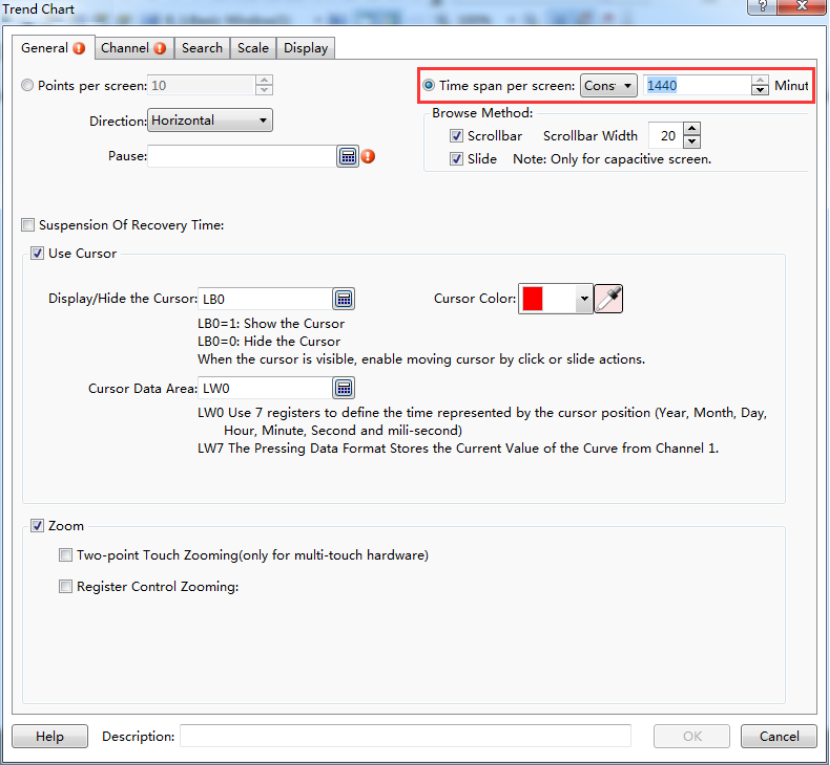 Trend Chart
General Channel Search Scale Display
Points per screen: 10
Time span per screen: Cons 1440 Minut
Direction: Horizontal
Browse Method:
Scrollbar Scrollbar Width 20
Pause:
Slide Note: Only for capacitive screen.
Suspension Of Recovery Time:
Use Cursor
Display/Hide the Cursor: LB0
Cursor Color:
LB0=1: Show the Cursor
LB0=0: Hide the Cursor
When the cursor is visible, enable moving cursor by click or slide actions.
Cursor Data Area: LW0
LW0 Use 7 registers to define the time represented by the cursor position (Year, Month, Day,
Hour, Minute, Second and mili-second)
LW7 The Pressing Data Format Stores the Current Value of the Curve from Channel 1.
Zoom
Two-point Touch Zooming(only for multi-touch hardware)
Register Control Zooming:
Help Description: OK Cancel